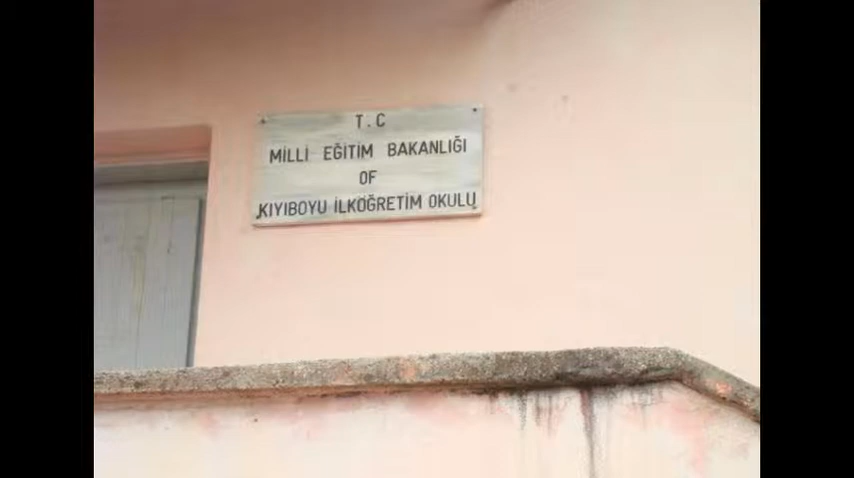 T.C
MİLLİ EĞİTİM BAKANLIĞI
OF
KIYIBOYU İLKÖĞRETİM OKULU